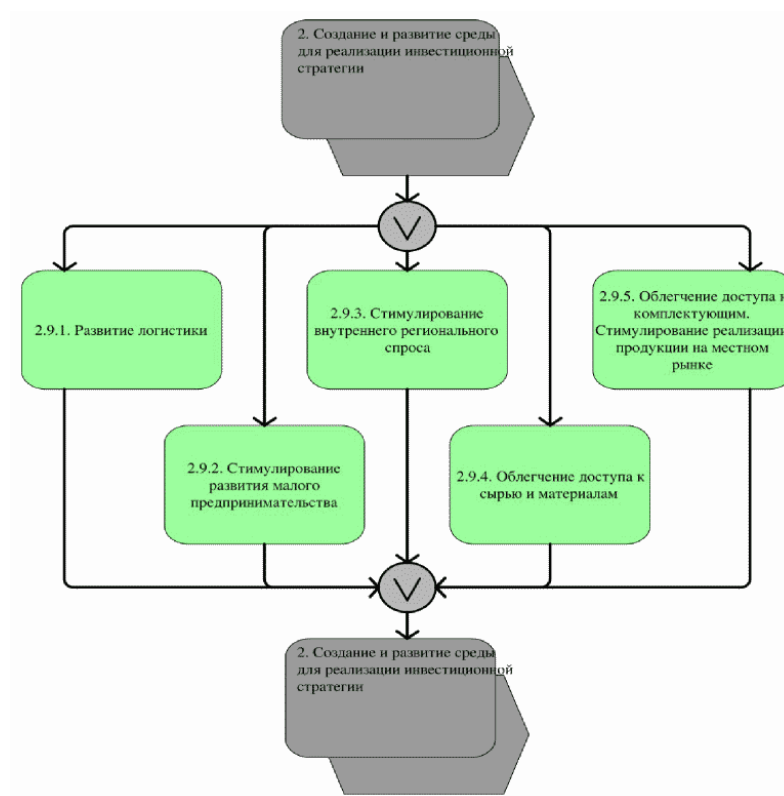 2. Создание и развитие среды
для реализации инвестиционной
стратегии
2.9.1. Развитие логистики
2.9.3. Стимулирование
внутреннего регионального
спроса
2.9.5. Облегчение доступа к
комплектующим.
Стимулирование реализации
продукции на местном
рынке
2.9.2. Стимулирование
развития малого
предпринимательства
2.9.4. Облегчение доступа к
сырью и материалам
2. Создание и развитие среды
для реализации инвестиционной
стратегии